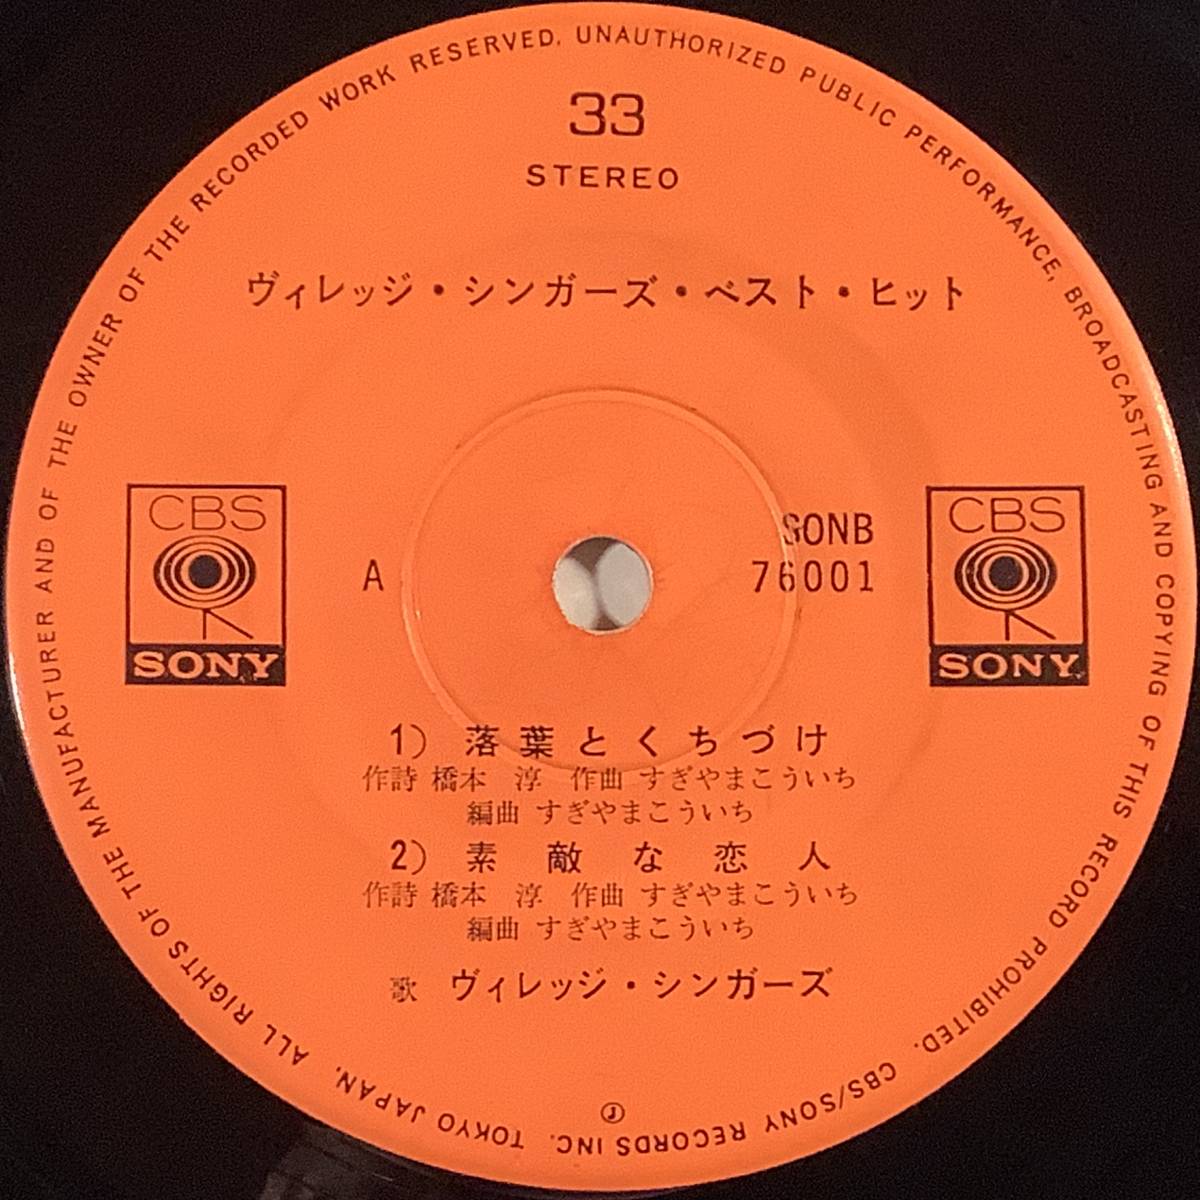 ALL RIGHTS OF THE MANUFACTURER AND OF THE OWNER OF THE RECORDED WORK RESERVED. UNAUTHORIZED PUBLIC PERFORMANCE, BROADCASTING AND COPYING OF THIS RECORD PROHIBITED. CBS/SONY RECORDS INC. TOKYO JAPAN.
33
STEREO
ヴィレッジ・シンガーズ・ベスト・ヒット
CBS
SONY
A
SONB
76001
CBS
SONY
1) 落葉とくちづけ
作詩 橋本 淳 作曲 すぎやまこういち
編曲 すぎやまこういち
2) 素敵な恋人
作詩 橋本 淳 作曲 すぎやまこういち
編曲 すぎやまこういち
歌 ヴィレッジ・シンガーズ
Ⓙ